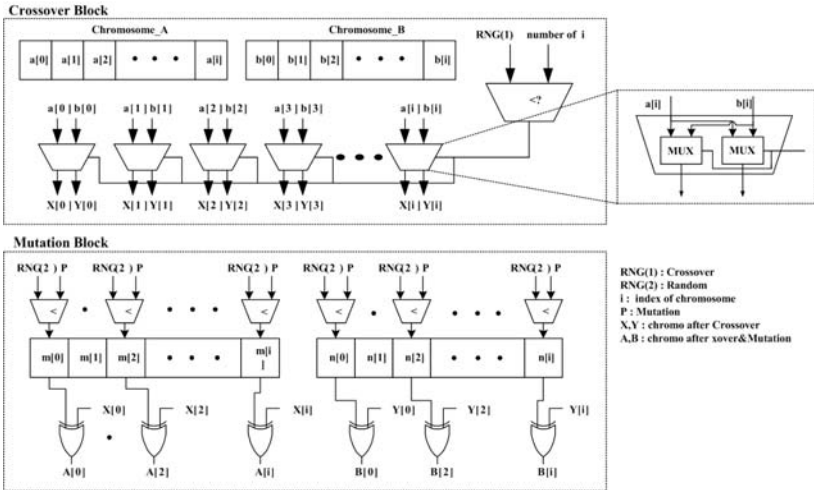 Crossover Block
Chromosome_A Chromosome_B
RNG(1) number of i
a[0] a[1] a[2] • • • a[i] b[0] b[1] b[2] • • • b[i]
<?
a[0] b[0] a[1] b[1] a[2] b[2] a[3] b[3] a[i] b[i]
X[0] Y[0] X[1] Y[1] X[2] Y[2] X[3] Y[3] X[i] Y[i]
a[i] b[i]
MUX MUX
Mutation Block
RNG(2) P RNG(2) P RNG(2) P RNG(2) P RNG(2) P RNG(2) P
< < < < < <
m[0] m[1] m[2] • • • m[i] n[0] n[1] n[2] • • • n[i]
X[0] X[2] X[i] Y[0] Y[2] Y[i]
A[0] A[2] A[i] B[0] B[2] B[i]
RNG(1) : Crossover
RNG(2) : Random
i : index of chromosome
P : Mutation
X,Y : chromo after Crossover
A,B : chromo after xover&Mutation